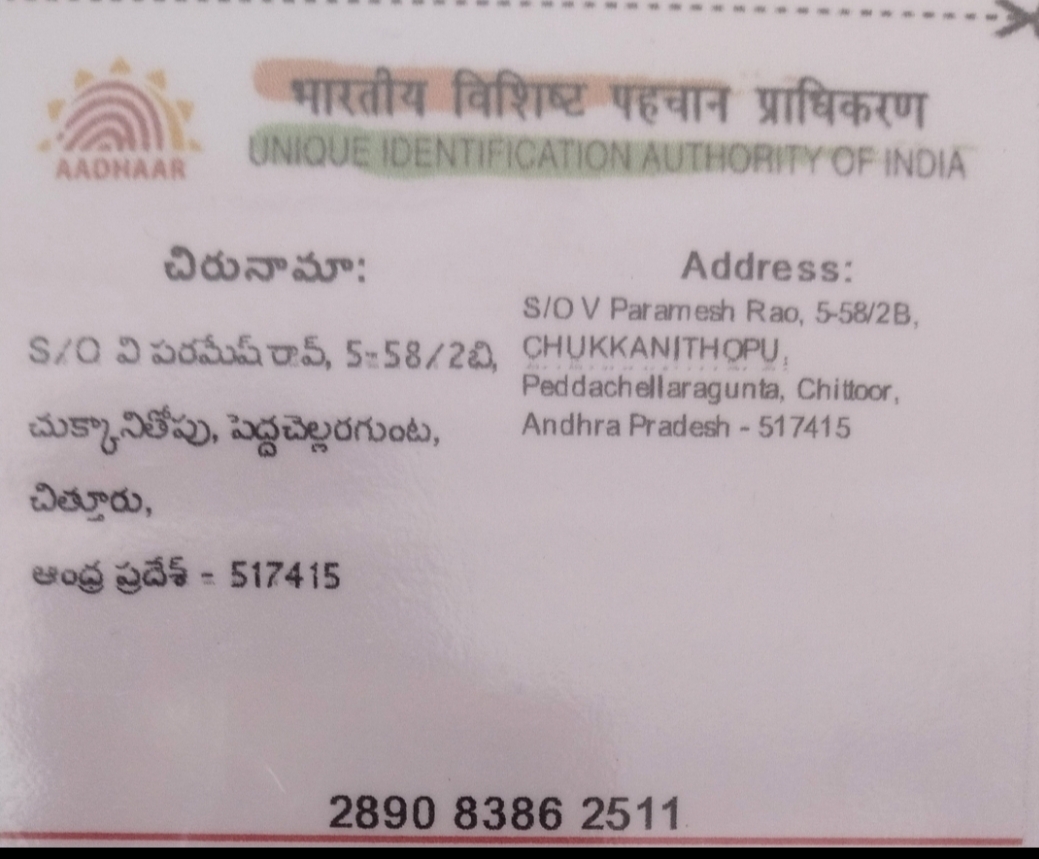 भारतीय विशिष्ट पहचान प्राधिकरण
AADHAAR
UNIQUE IDENTIFICATION AUTHORITY OF INDIA
చిరునామా:
S/O వి పరమేష్ రావ్, 5-58/2బి,
చుక్కానితోపు, పెద్దచెల్లరగుంట,
చిత్తూరు,
ఆంధ్ర ప్రదేశ్ - 517415
Address:
S/O V Paramesh Rao, 5-58/2B,
CHUKKANITHOPU,
Peddachellaragunta, Chittoor,
Andhra Pradesh - 517415
2890 8386 2511